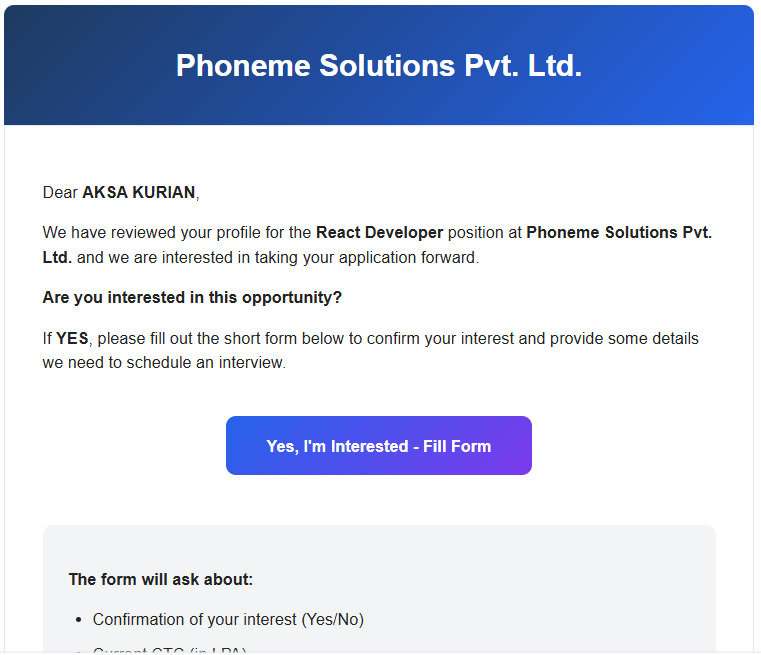 Phoneme Solutions Pvt. Ltd.
Dear AKSA KURIAN,
We have reviewed your profile for the React Developer position at Phoneme Solutions Pvt.
Ltd. and we are interested in taking your application forward.
Are you interested in this opportunity?
If YES, please fill out the short form below to confirm your interest and provide some details
we need to schedule an interview.
Yes, I'm Interested - Fill Form
The form will ask about:
• Confirmation of your interest (Yes/No)
• Current CTC (in LPA)